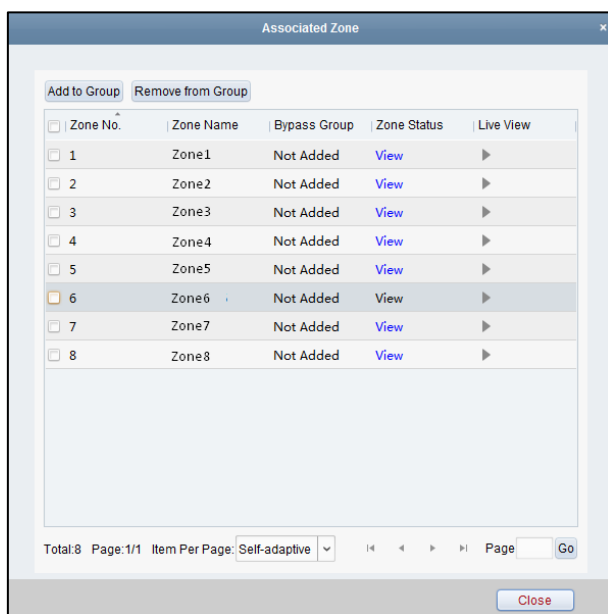 Associated Zone ×
Add to Group Remove from Group
Zone No. Zone Name Bypass Group Zone Status Live View
1 Zone1 Not Added View
2 Zone2 Not Added View
3 Zone3 Not Added View
4 Zone4 Not Added View
5 Zone5 Not Added View
6 Zone6 Not Added View
7 Zone7 Not Added View
8 Zone8 Not Added View
Total:8 Page:1/1 Item Per Page: Self-adaptive Page Go
Close